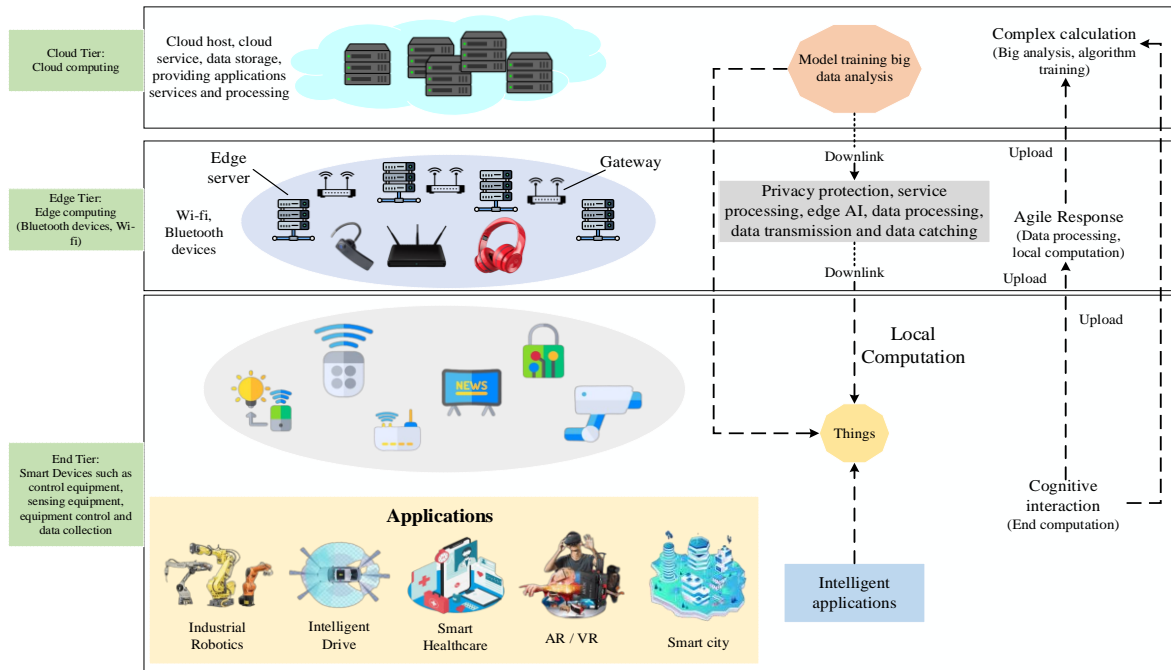 Cloud Tier:
Cloud computing
Cloud host, cloud
service, data storage,
providing applications
services and processing
Model training big
data analysis
Complex calculation
(Big analysis, algorithm
training)
Edge Tier:
Edge computing
(Bluetooth devices, Wi-
fi)
Edge
server
Gateway
Wi-fi,
Bluetooth
devices
Downlink
Privacy protection, service
processing, edge AI, data processing,
data transmission and data catching
Downlink
Upload
Agile Response
(Data processing,
local computation)
Upload
End Tier:
Smart Devices such as
control equipment,
sensing equipment,
equipment control and
data collection
NEWS
Local
Computation
Things
Upload
Cognitive
interaction
(End computation)
Intelligent
applications
Applications
Industrial
Robotics
Intelligent
Drive
Smart
Healthcare
AR / VR
Smart city